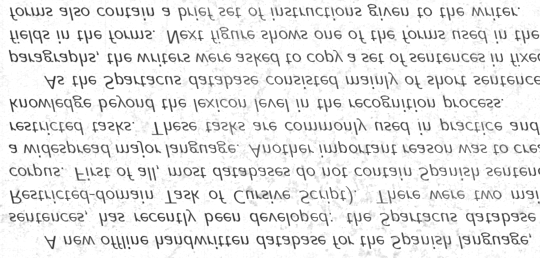 A new offline handwritten database for the Spanish language,
sentences, has recently been developed: the Spartacus database
Restricted-domain Task of Cursive Script). There were two mai
corpus. First of all, most databases do not contain Spanish senten
a widespread major language. Another important reason was to crea
restricted tasks. These tasks are commonly used in practice and
knowledge beyond the lexicon level in the recognition process.
As the Spartacus database consisted mainly of short sentence
paragraphs, the writers were asked to copy a set of sentences in fixe
fields in the forms. Next figure shows one of the forms used in the
forms also contain a brief set of instructions given to the writer.